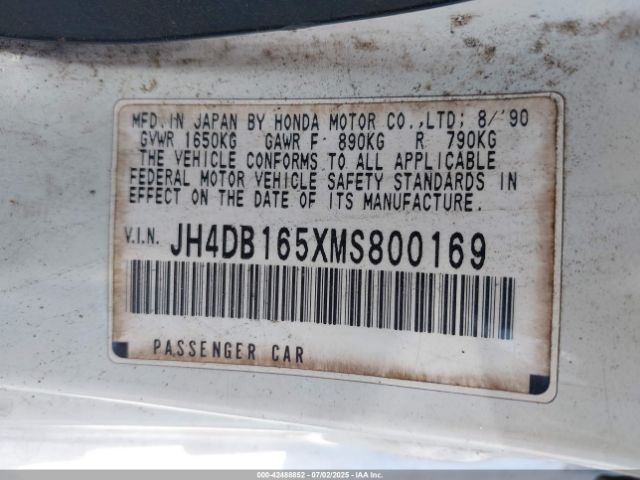 MFD. IN JAPAN BY HONDA MOTOR CO.,LTD; 8/'90
GVWR 1650KG GAWR F 890KG R 790KG
THE VEHICLE CONFORMS TO ALL APPLICABLE
FEDERAL MOTOR VEHICLE SAFETY STANDARDS IN
EFFECT ON THE DATE OF ITS MANUFACTURE.
V.I.N. JH4DB165XMS800169
PASSENGER CAR
000-42488852 - 07/02/2025 - IAAI.COM